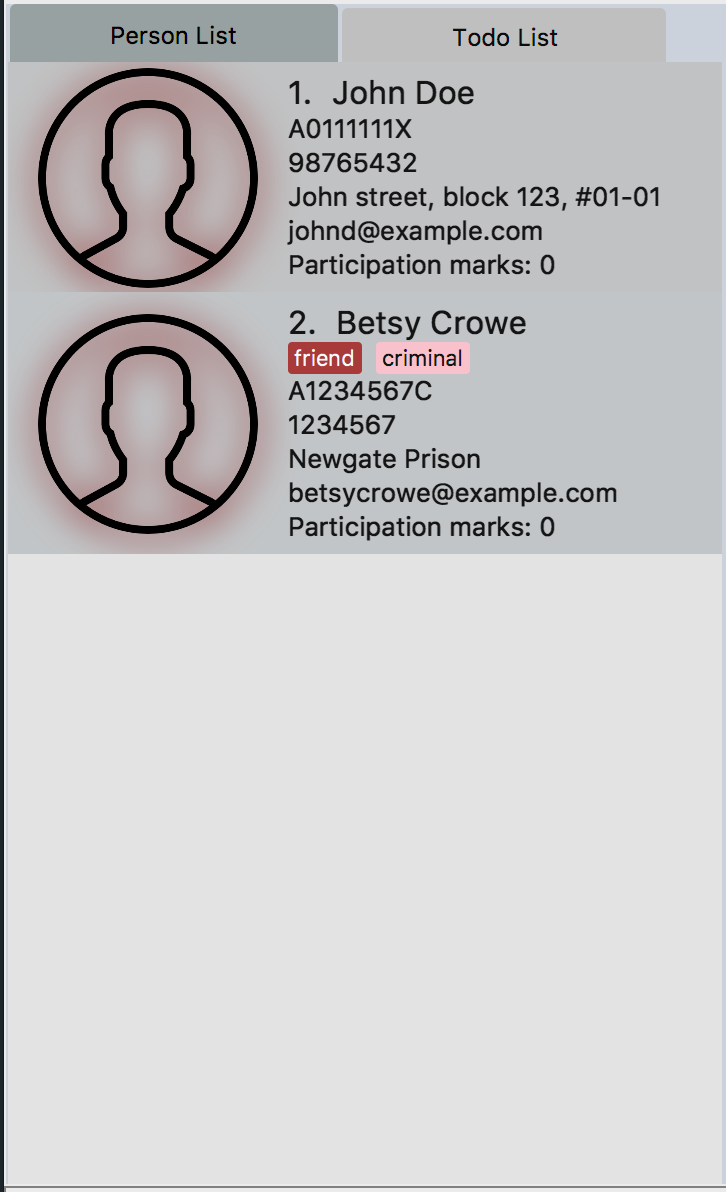 Person List
Todo List
1. John Doe
A0111111X
98765432
John street, block 123, #01-01
johnd@example.com
Participation marks: 0
2. Betsy Crowe
friend criminal
A1234567C
1234567
Newgate Prison
betsycrowe@example.com
Participation marks: 0